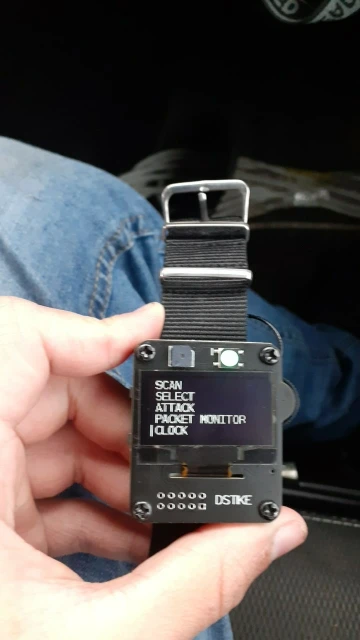 SCAN
SELECT
ATTACK
PACKET MONITOR
CLOCK
DSTIKE